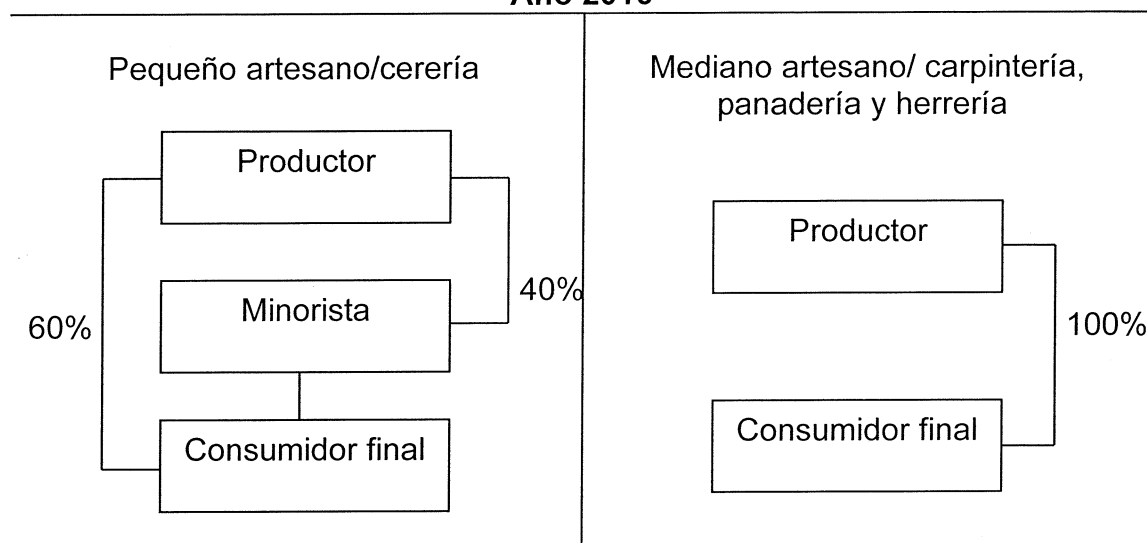 Pequeño artesano/cerería
Productor
Minorista
40%
60%
Consumidor final
Mediano artesano/ carpintería,
panadería y herrería
Productor
100%
Consumidor final